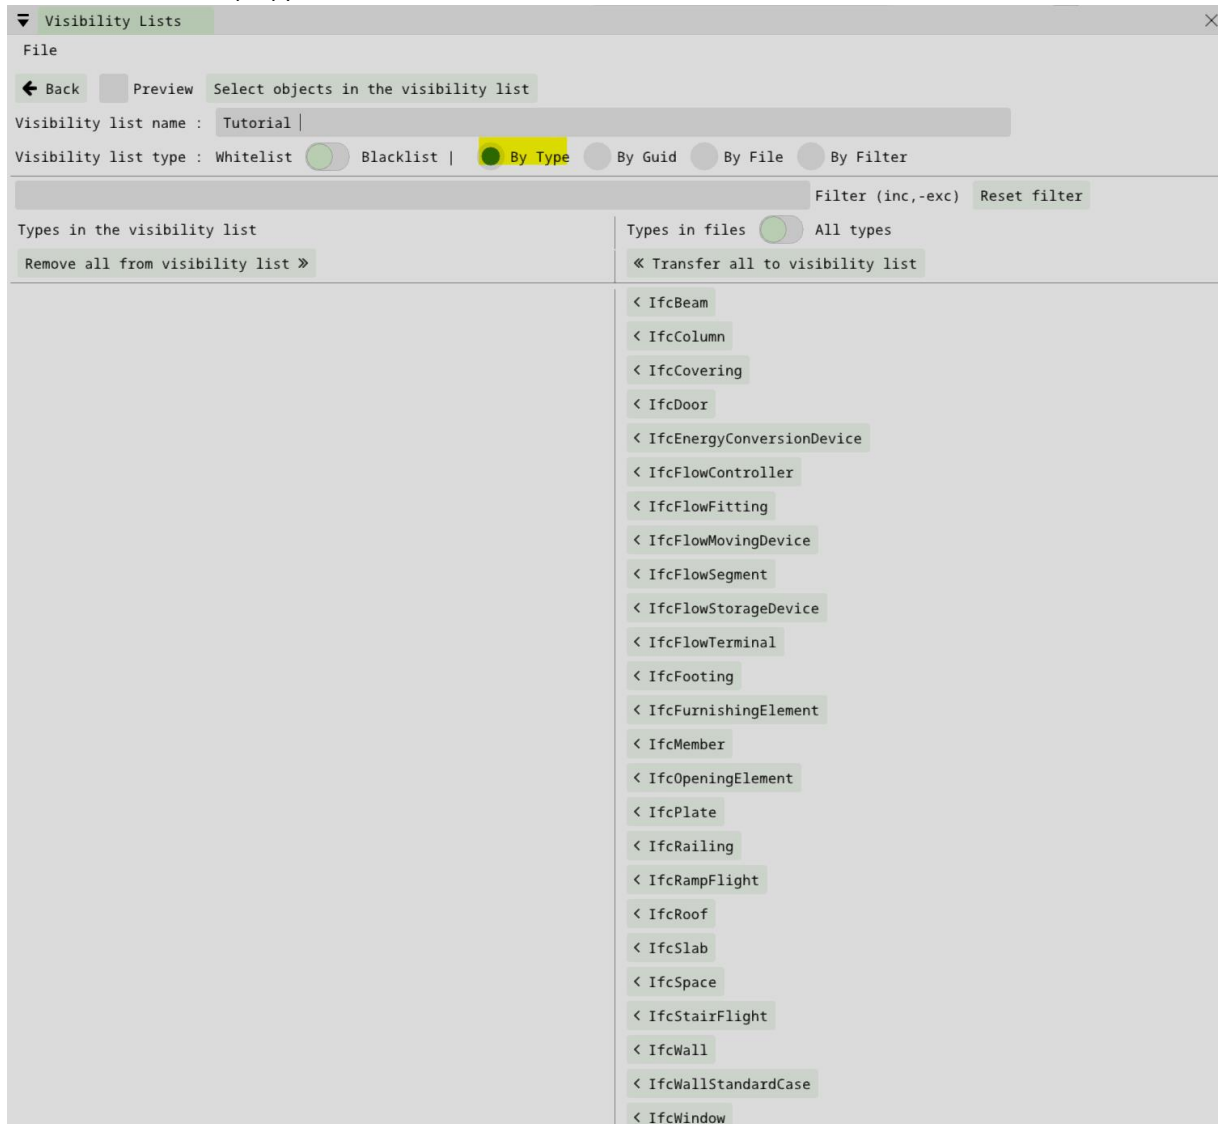 Visibility Lists
File
Back Preview Select objects in the visibility list
Visibility list name : Tutorial
Visibility list type : Whitelist Blacklist | By Type By Guid By File By Filter
Filter (inc,-exc) Reset filter
Types in the visibility list Types in files All types
Remove all from visibility list » « Transfer all to visibility list
< IfcBeam
< IfcColumn
< IfcCovering
< IfcDoor
< IfcEnergyConversionDevice
< IfcFlowController
< IfcFlowFitting
< IfcFlowMovingDevice
< IfcFlowSegment
< IfcFlowStorageDevice
< IfcFlowTerminal
< IfcFooting
< IfcFurnishingElement
< IfcMember
< IfcOpeningElement
< IfcPlate
< IfcRailing
< IfcRampFlight
< IfcRoof
< IfcSlab
< IfcSpace
< IfcStairFlight
< IfcWall
< IfcWallStandardCase
< IfcWindow